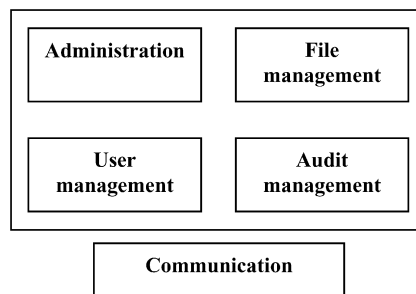 Administration
File
management
User
management
Audit
management
Communication